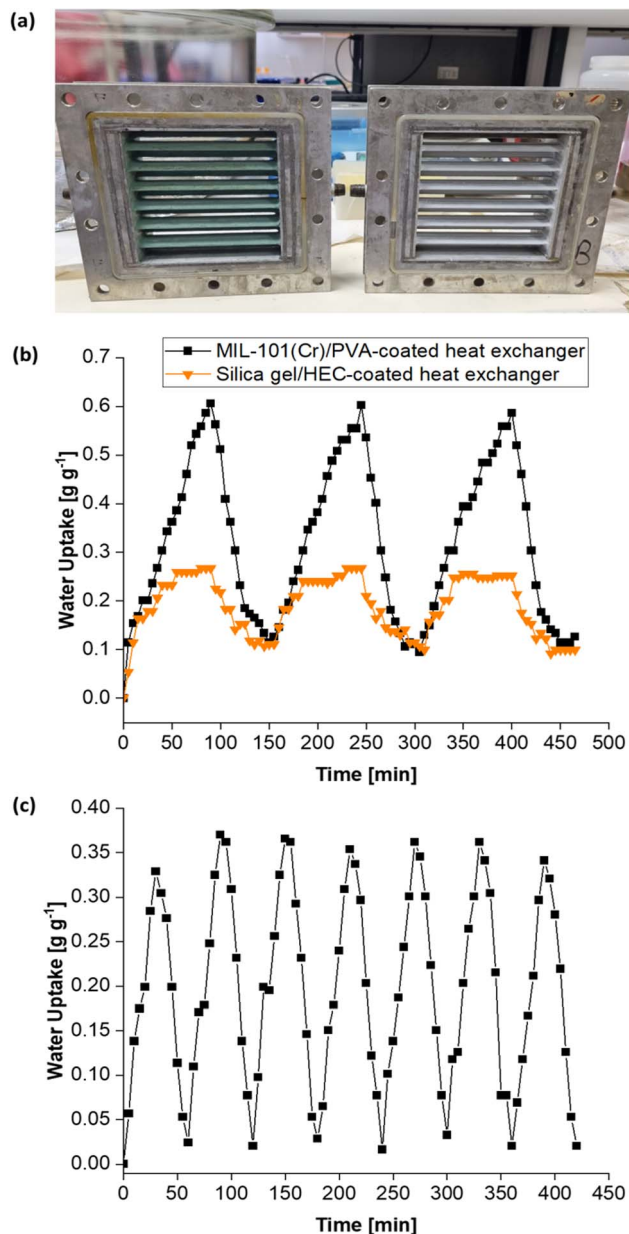 (a)
B
(b)
MIL-101(Cr)/PVA-coated heat exchanger
Silica gel/HEC-coated heat exchanger
0.7
0.6
0.5
0.4
0.3
0.2
0.1
0.0
Water Uptake [g g⁻¹]
0 50 100 150 200 250 300 350 400 450 500
Time [min]
(c)
0.40
0.35
0.30
0.25
0.20
0.15
0.10
0.05
0.00
Water Uptake [g g⁻¹]
0 50 100 150 200 250 300 350 400 450
Time [min]